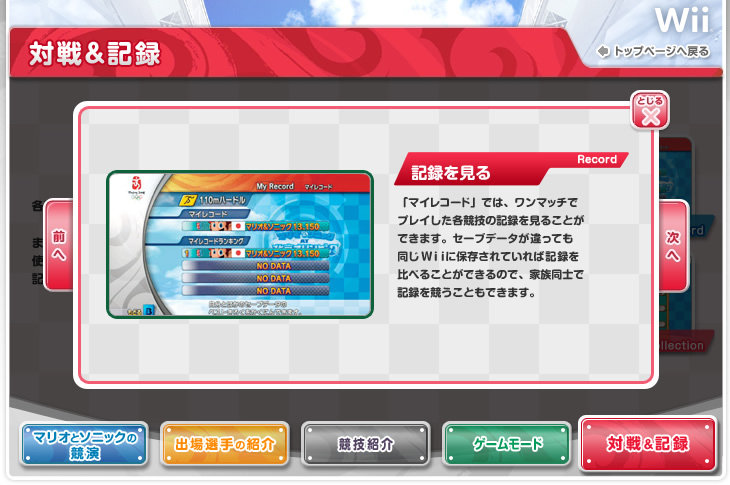 Wii
対戦&記録
トップページへ戻る
とじる
記録を見る
Record
「マイレコード」では、ワンマッチで
プレイした各競技の記録を見ることが
できます。セーブデータが違っても
同じWiiに保存されていれば記録を
比べることができるので、家族同士で
記録を競うこともできます。
My Record マイレコード
110mハードル
マイレコード
マリオ&ソニック 13.150
マイレコードランキング
マリオ&ソニック 13.150
NO DATA
NO DATA
NO DATA
もどる B
前へ
次へ
マリオとソニックの
競演
出場選手の紹介
競技紹介
ゲームモード
対戦&記録